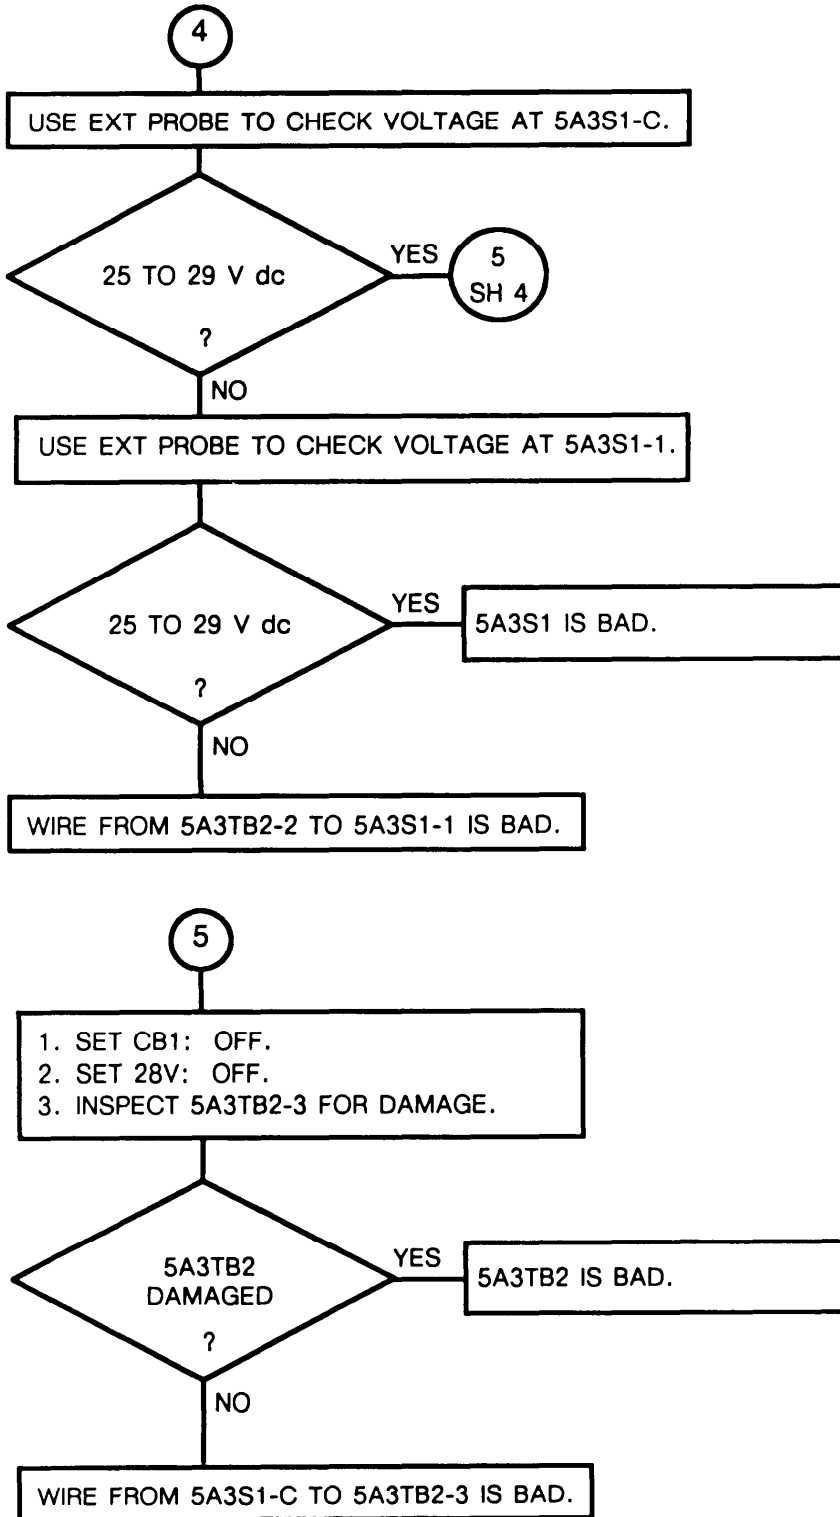 4
USE EXT PROBE TO CHECK VOLTAGE AT 5A3S1-C.
25 TO 29 V dc
?
YES
5
SH 4
NO
USE EXT PROBE TO CHECK VOLTAGE AT 5A3S1-1.
25 TO 29 V dc
?
YES
5A3S1 IS BAD.
NO
WIRE FROM 5A3TB2-2 TO 5A3S1-1 IS BAD.
5
1. SET CB1: OFF.
2. SET 28V: OFF.
3. INSPECT 5A3TB2-3 FOR DAMAGE.
5A3TB2
DAMAGED
?
YES
5A3TB2 IS BAD.
NO
WIRE FROM 5A3S1-C TO 5A3TB2-3 IS BAD.